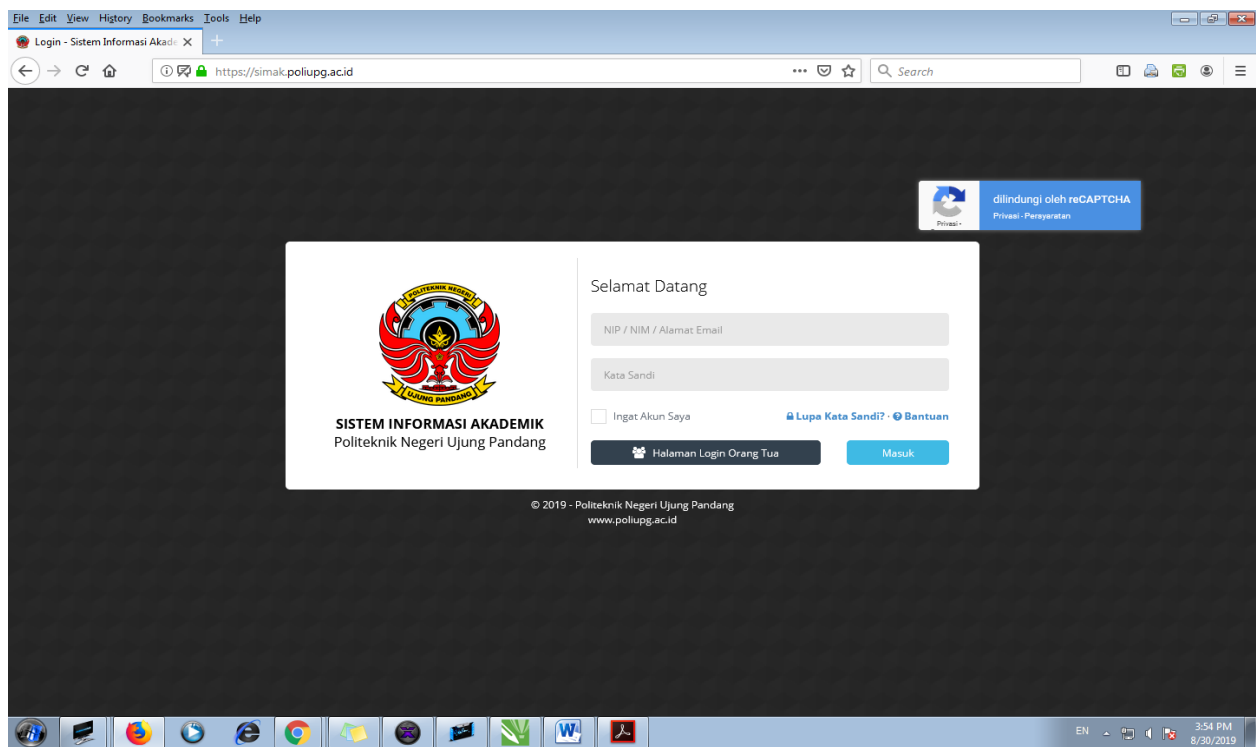 File Edit View History Bookmarks Tools Help
Login - Sistem Informasi Akade
https://simak.poliupg.ac.id
Search
dilindungi oleh reCAPTCHA
Privasi - Persyaratan
Privasi -
POLITEKNIK NEGERI
UJUNG PANDANG
SISTEM INFORMASI AKADEMIK
Politeknik Negeri Ujung Pandang
Selamat Datang
NIP / NIM / Alamat Email
Kata Sandi
Ingat Akun Saya
Lupa Kata Sandi? · Bantuan
Halaman Login Orang Tua
Masuk
© 2019 - Politeknik Negeri Ujung Pandang
www.poliupg.ac.id
EN
3:54 PM
8/30/2019